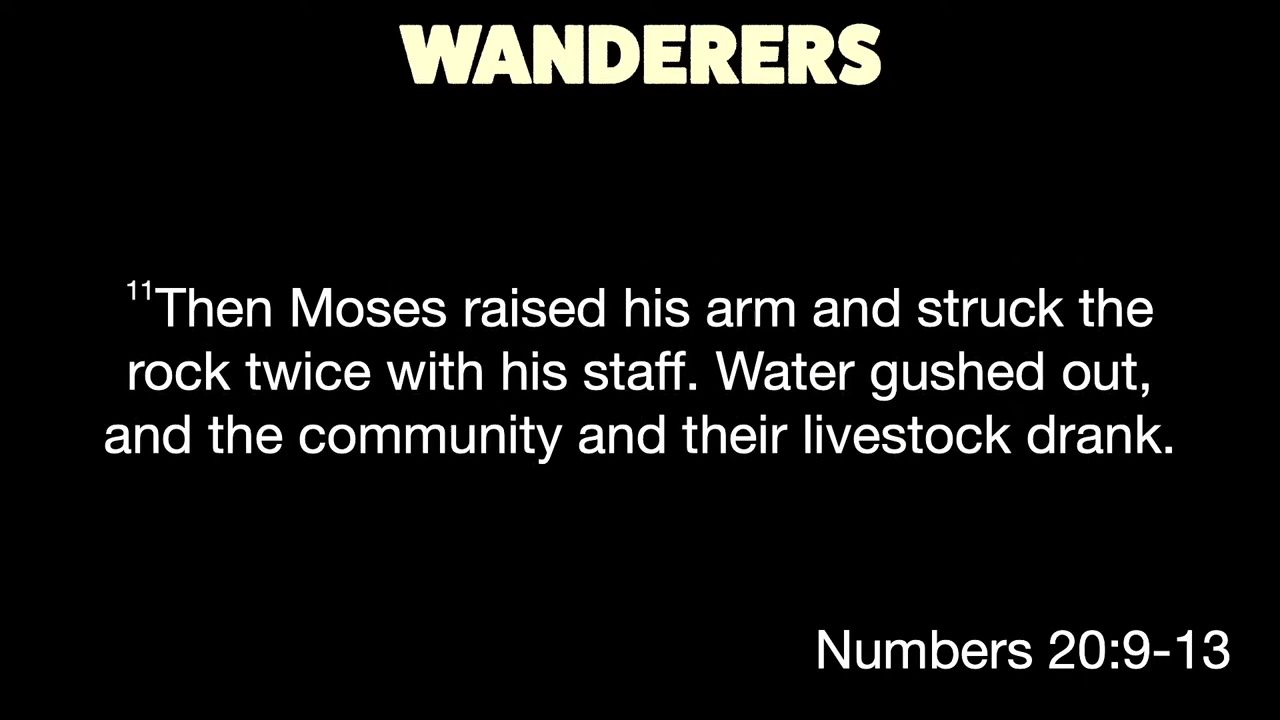 WANDERERS
11Then Moses raised his arm and struck the
rock twice with his staff. Water gushed out,
and the community and their livestock drank.
Numbers 20:9-13